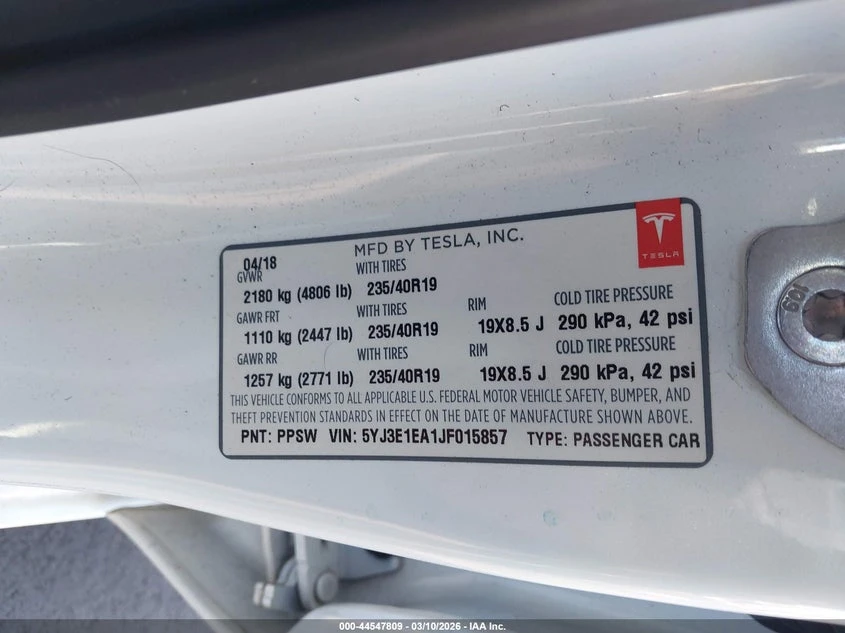 MFD BY TESLA, INC.
TESLA
04/18
GVWR WITH TIRES
2180 kg (4806 lb) 235/40R19
GAWR FRT WITH TIRES RIM COLD TIRE PRESSURE
1110 kg (2447 lb) 235/40R19 19X8.5 J 290 kPa, 42 psi
GAWR RR WITH TIRES RIM COLD TIRE PRESSURE
1257 kg (2771 lb) 235/40R19 19X8.5 J 290 kPa, 42 psi
THIS VEHICLE CONFORMS TO ALL APPLICABLE U.S. FEDERAL MOTOR VEHICLE SAFETY, BUMPER, AND
THEFT PREVENTION STANDARDS IN EFFECT ON THE DATE OF MANUFACTURE SHOWN ABOVE.
PNT: PPSW VIN: 5YJ3E1EA1JF015857 TYPE: PASSENGER CAR
000-44547809 — 03/10/2026 — IAA Inc.